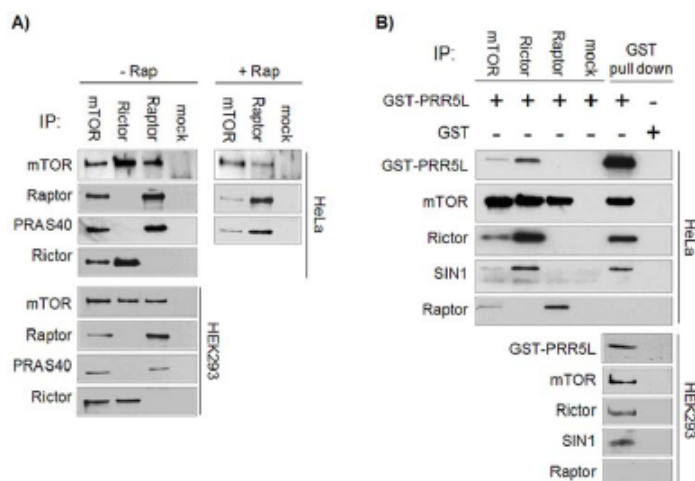 A)
- Rap
+ Rap
IP:
mTOR
Rictor
Raptor
mock
mTOR
Raptor
mock
mTOR
Raptor
PRAS40
Rictor
HeLa
mTOR
Raptor
PRAS40
Rictor
HEK293
B)
IP:
mTOR
Rictor
Raptor
mock
GST
pull down
GST-PRR5L
+ + + + + -
GST
- - - - - +
GST-PRR5L
mTOR
Rictor
SIN1
Raptor
HeLa
GST-PRR5L
mTOR
Rictor
SIN1
Raptor
HEK293